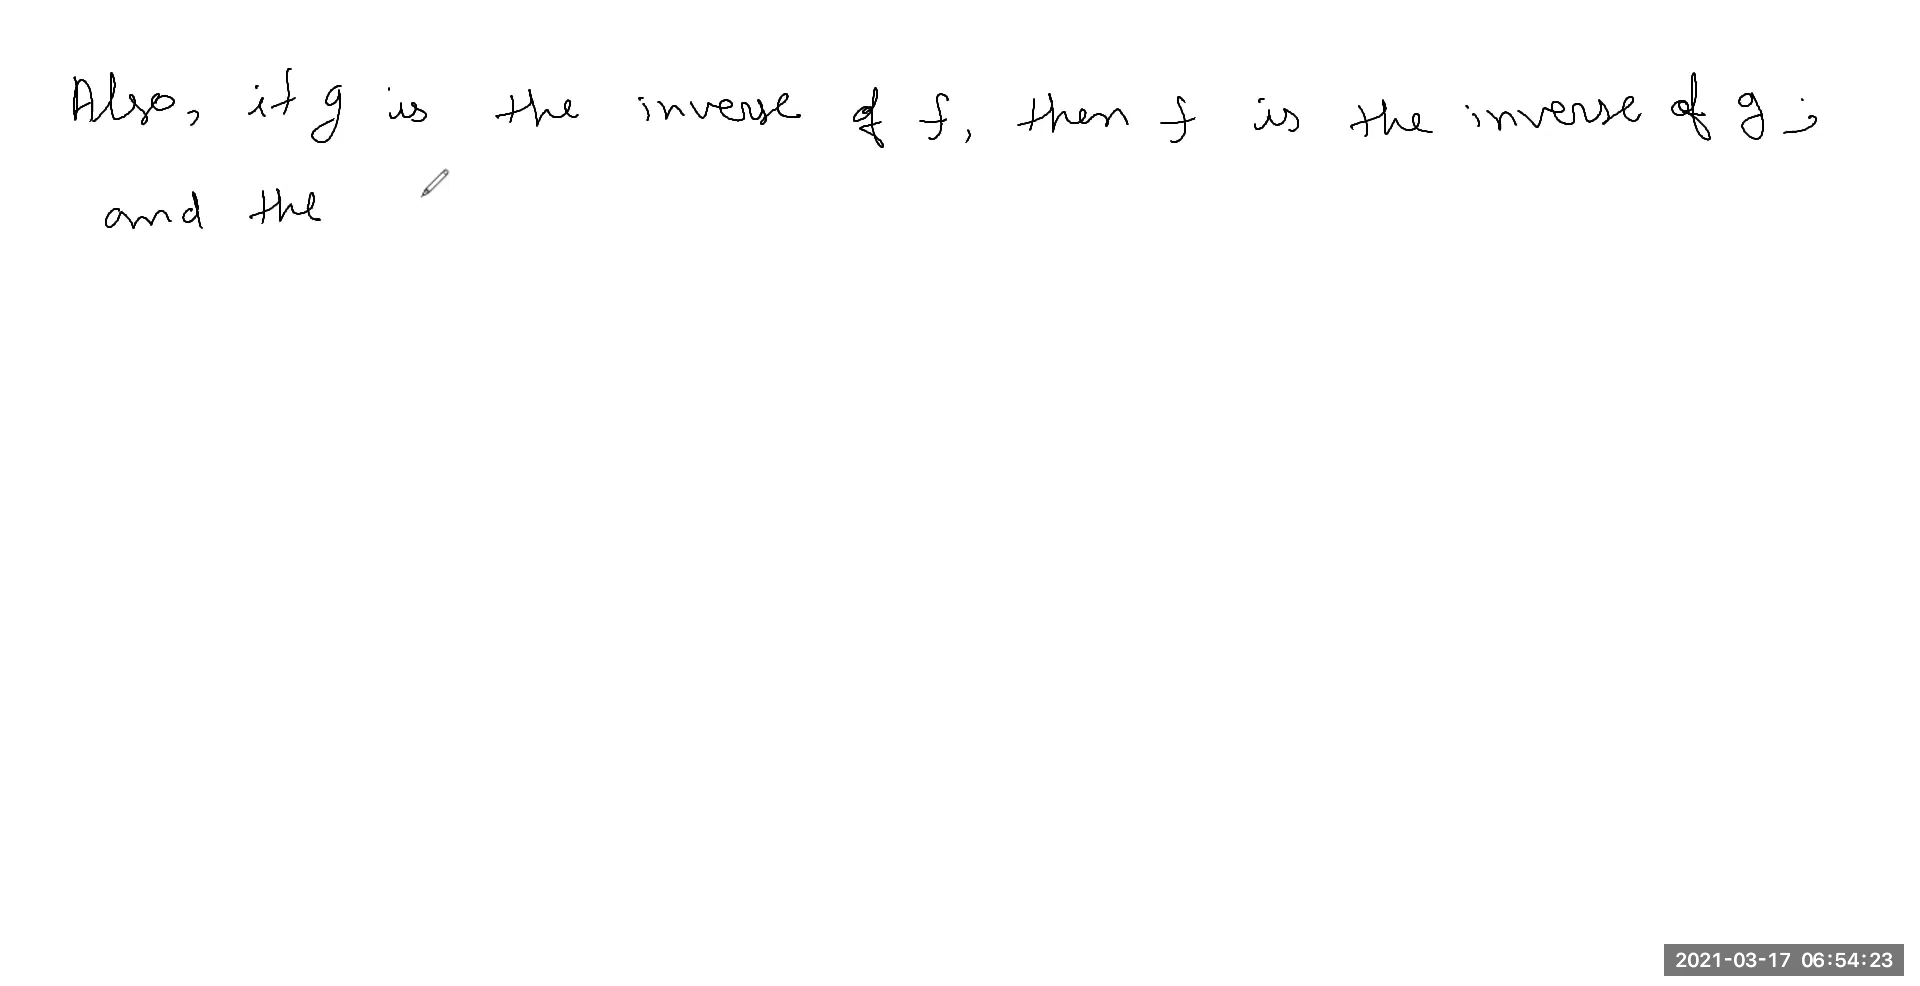 Also, if g is the inverse of f, then f is the inverse of g;
and the
2021-03-17 06:54:23